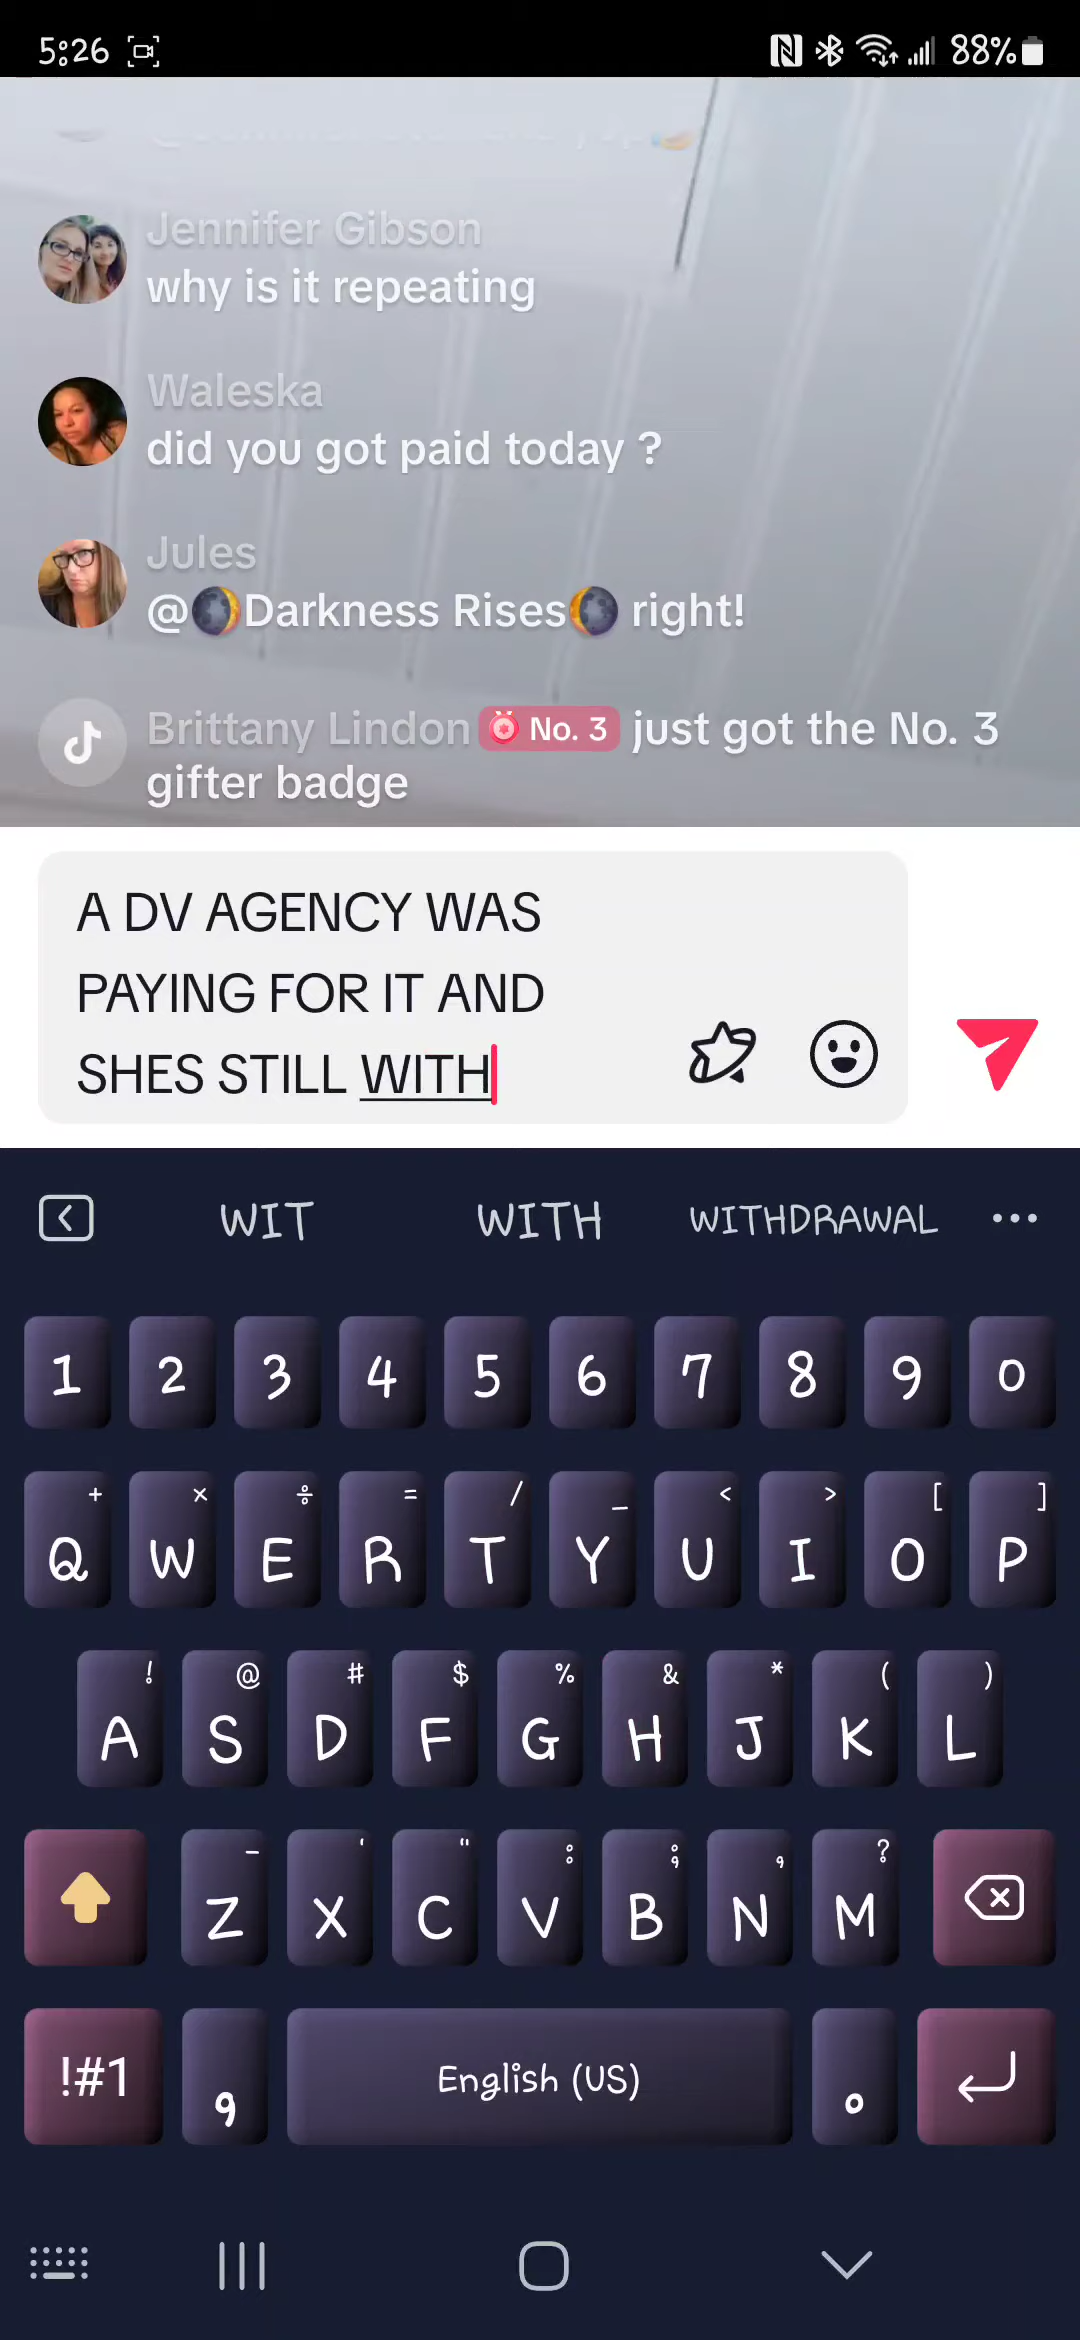 5:26 88%
Jennifer Gibson
why is it repeating
Waleska
did you got paid today ?
Jules
@🌒Darkness Rises🌘 right!
Brittany Lindon No. 3 just got the No. 3
gifter badge
A DV AGENCY WAS
PAYING FOR IT AND
SHES STILL WITH
WIT WITH WITHDRAWAL •••
1 2 3 4 5 6 7 8 9 0
+ × ÷ = / _ < > [ ]
Q W E R T Y U I O P
! @ # $ % & * ( )
A S D F G H J K L
- ' " : ; , ?
Z X C V B N M
!#1 , English (US) .